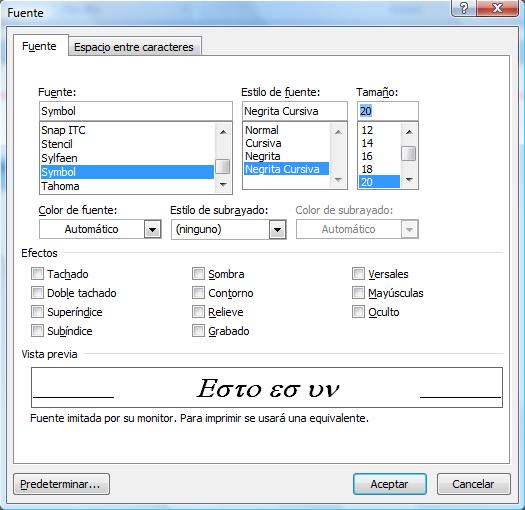 Fuente
Fuente
Espacio entre caracteres
Fuente:
Estilo de fuente:
Tamaño:
Symbol
Negrita Cursiva
20
Snap ITC
Stencil
Sylfaen
Symbol
Tahoma
Normal
Cursiva
Negrita
Negrita Cursiva
12
14
16
18
20
Color de fuente:
Estilo de subrayado:
Color de subrayado:
Automático
(ninguno)
Automático
Efectos
Tachado
Doble tachado
Superíndice
Subíndice
Sombra
Contorno
Relieve
Grabado
Versales
Mayúsculas
Oculto
Vista previa
Εστο εσ υν
Fuente imitada por su monitor. Para imprimir se usará una equivalente.
Predeterminar...
Aceptar
Cancelar